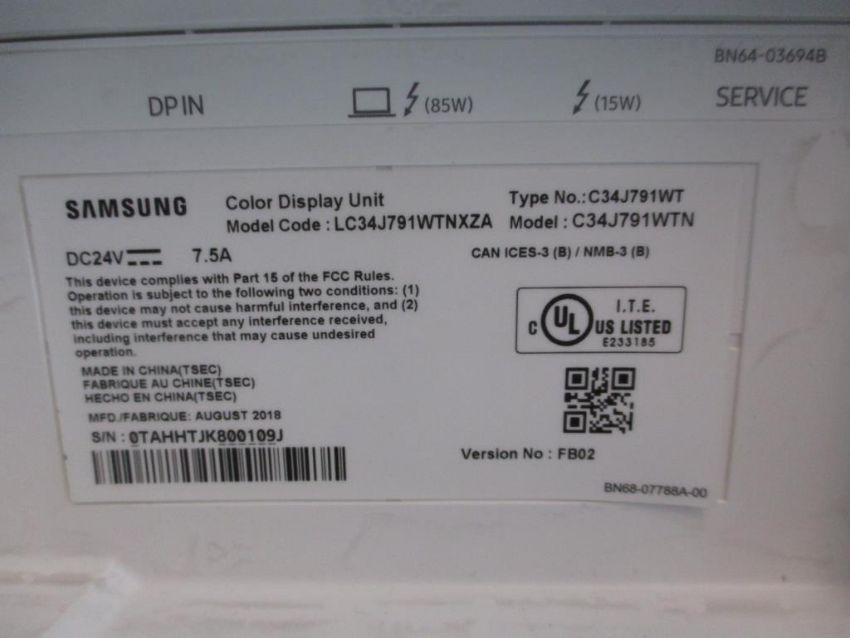 BN64-03694B
DPIN (85W) (15W) SERVICE
SAMSUNG Color Display Unit Type No.:C34J791WT
Model Code : LC34J791WTNXZA Model : C34J791WTN
DC24V 7.5A CAN ICES-3 (B) / NMB-3 (B)
This device complies with Part 15 of the FCC Rules.
Operation is subject to the following two conditions: (1)
this device may not cause harmful interference, and (2)
this device must accept any interference received,
including interference that may cause undesired
operation.
I.T.E.
C UL US LISTED
E233185
MADE IN CHINA(TSEC)
FABRIQUE AU CHINE(TSEC)
HECHO EN CHINA(TSEC)
MFD./FABRIQUE: AUGUST 2018
S/N : 0TAHHTJK800109J
Version No : FB02
BN68-07788A-00